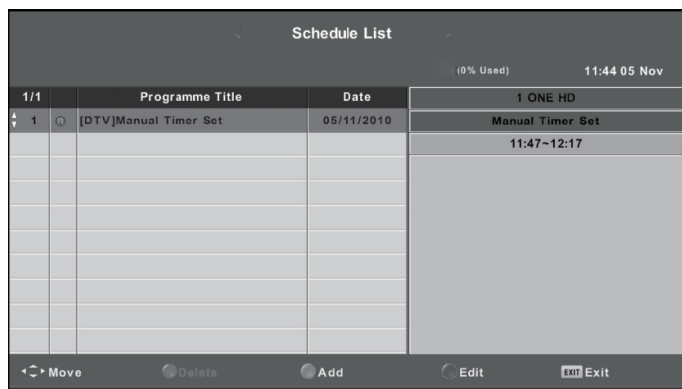 Schedule List
(0% Used) 11:44 05 Nov
1/1 Programme Title Date 1 ONE HD
1 R [DTV]Manual Timer Set 05/11/2010 Manual Timer Set
11:47~12:17
Move Delete Add Edit EXIT Exit